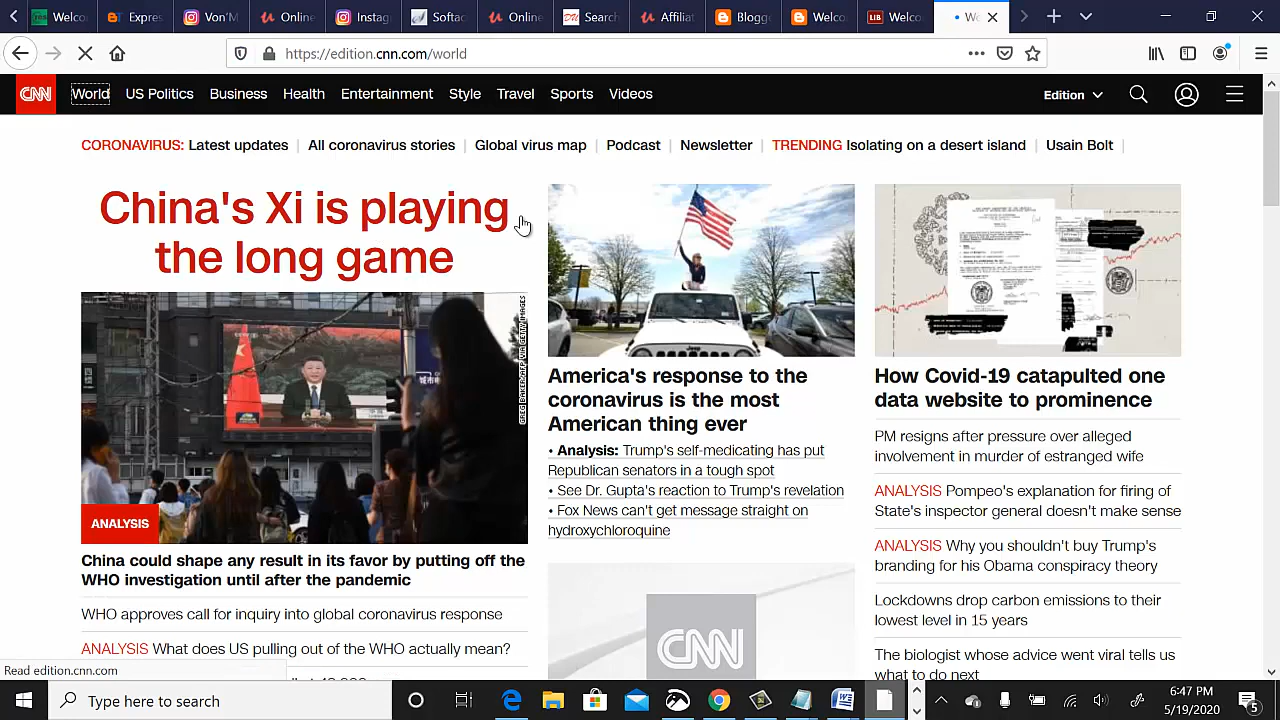 Welco
Expres
Von'M
Online
Instag
Softac
Online
Search
Affiliat
Blogg
Welco
Welco
Wo
https://edition.cnn.com/world
CNN World US Politics Business Health Entertainment Style Travel Sports Videos Edition
CORONAVIRUS: Latest updates | All coronavirus stories | Global virus map | Podcast | Newsletter | TRENDING Isolating on a desert island | Usain Bolt |
China's Xi is playing
the long game
GREG BAKER/AFP VIA GETTY IMAGES
ANALYSIS
China could shape any result in its favor by putting off the
WHO investigation until after the pandemic
WHO approves call for inquiry into global coronavirus response
ANALYSIS What does US pulling out of the WHO actually mean?
America's response to the
coronavirus is the most
American thing ever
• Analysis: Trump's self-medicating has put
Republican senators in a tough spot
• See Dr. Gupta's reaction to Trump's revelation
• Fox News can't get message straight on
hydroxychloroquine
CNN
How Covid-19 catapulted one
data website to prominence
PM resigns after pressure over alleged
involvement in murder of estranged wife
ANALYSIS Pompeo's explanation for firing of
State's inspector general doesn't make sense
ANALYSIS Why you shouldn't buy Trump's
branding for his Obama conspiracy theory
Lockdowns drop carbon emissions to their
lowest level in 15 years
The biologist whose advice went viral tells us
what to do next
Read edition.cnn.com
Type here to search
6:47 PM
5/19/2020
5